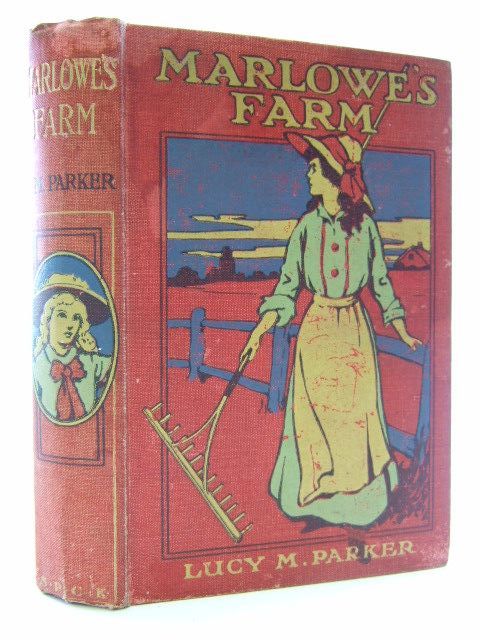 MARLOWE'S
FARM
LUCY M. PARKER
MARLOWE'S
FARM
M. PARKER
S.P.C.K.